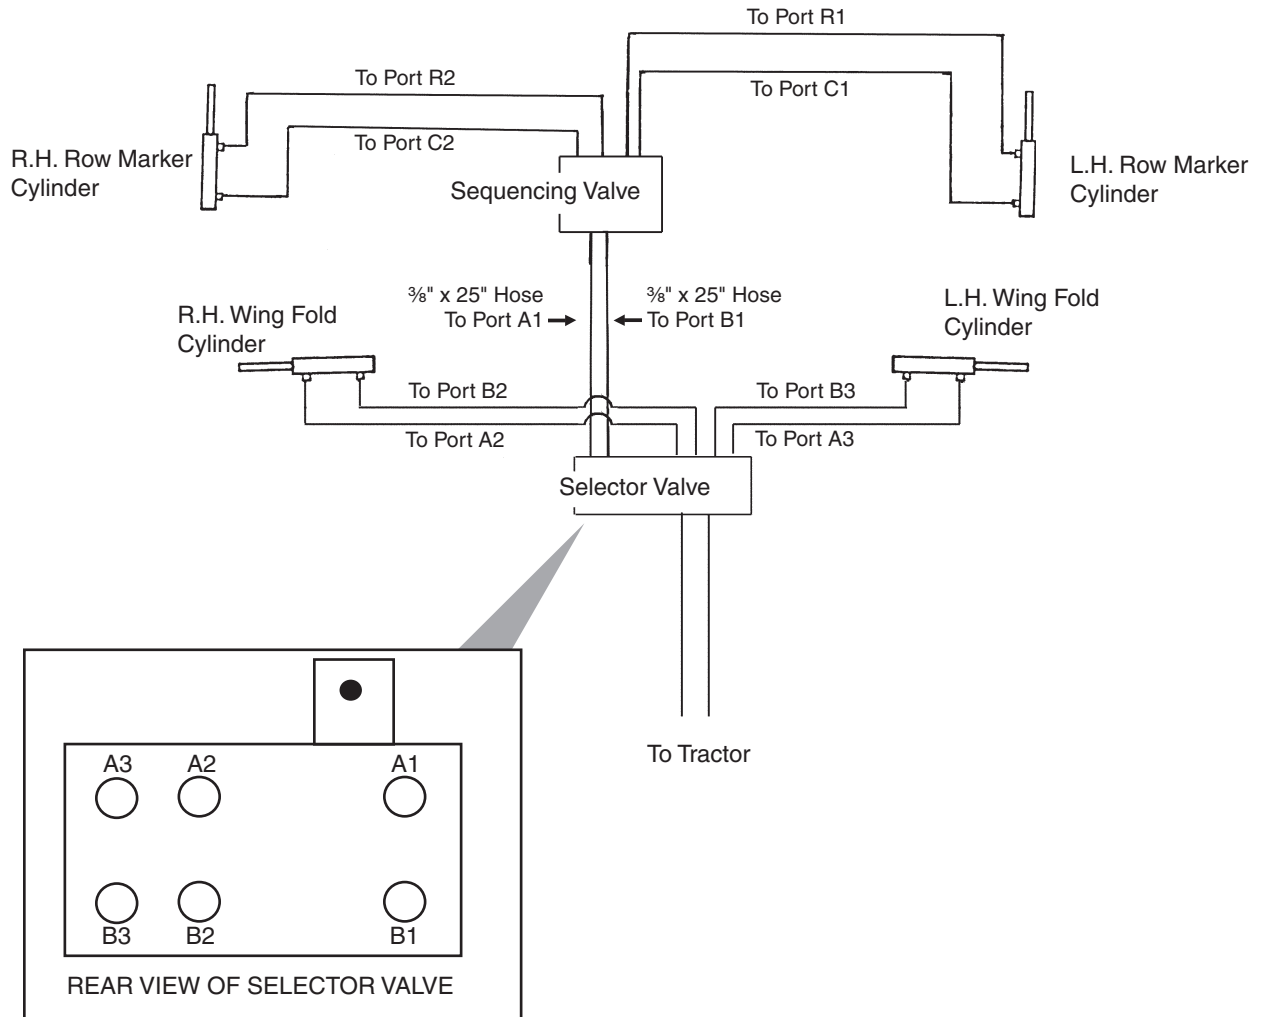 To Port R1
To Port R2
To Port C1
To Port C2
R.H. Row Marker
Cylinder
Sequencing Valve
L.H. Row Marker
Cylinder
⅜" x 25" Hose
To Port A1
⅜" x 25" Hose
To Port B1
R.H. Wing Fold
Cylinder
L.H. Wing Fold
Cylinder
To Port B2
To Port B3
To Port A2
To Port A3
Selector Valve
To Tractor
A3 A2 A1
B3 B2 B1
REAR VIEW OF SELECTOR VALVE